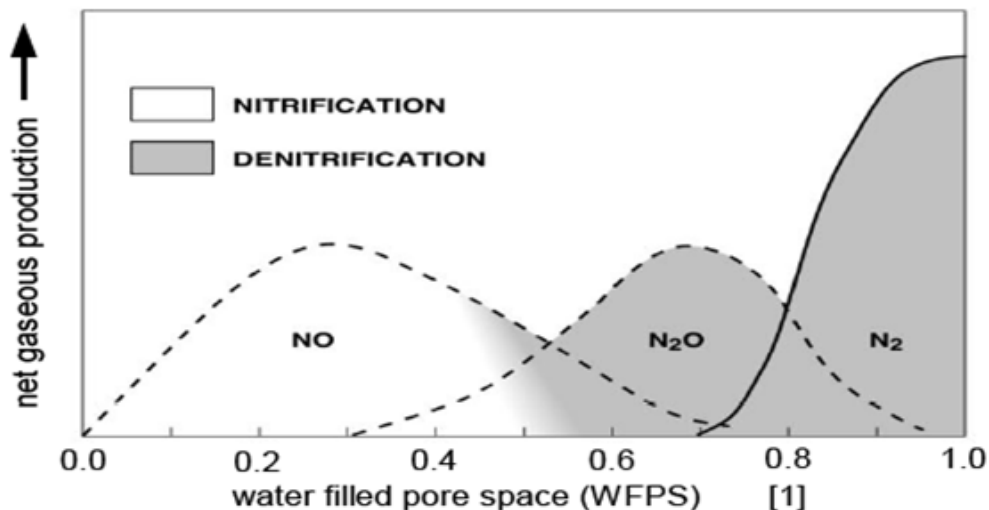 net gaseous production
NITRIFICATION
DENITRIFICATION
NO
N₂O
N₂
0.0 0.2 0.4 0.6 0.8 1.0
water filled pore space (WFPS) [1]